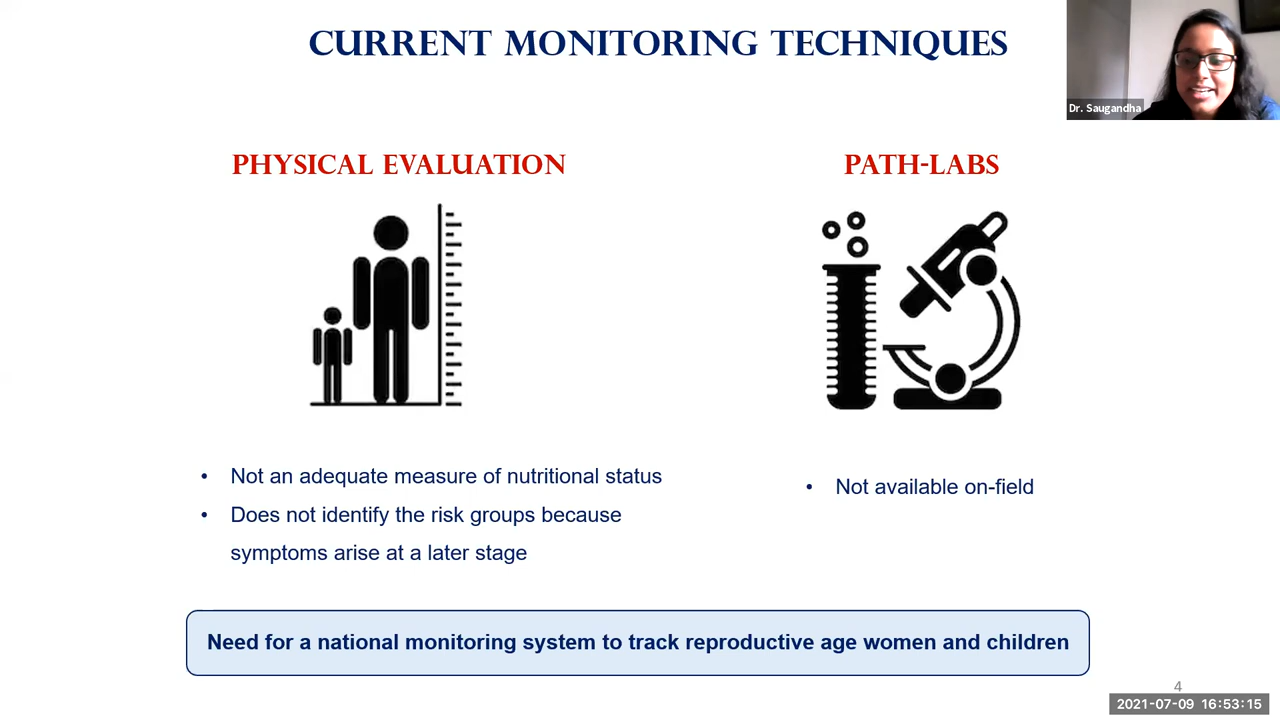 CURRENT MONITORING TECHNIQUES
Dr. Saugandha
PHYSICAL EVALUATION
PATH-LABS
• Not an adequate measure of nutritional status
• Does not identify the risk groups because
symptoms arise at a later stage
• Not available on-field
Need for a national monitoring system to track reproductive age women and children
4
2021-07-09 16:53:15